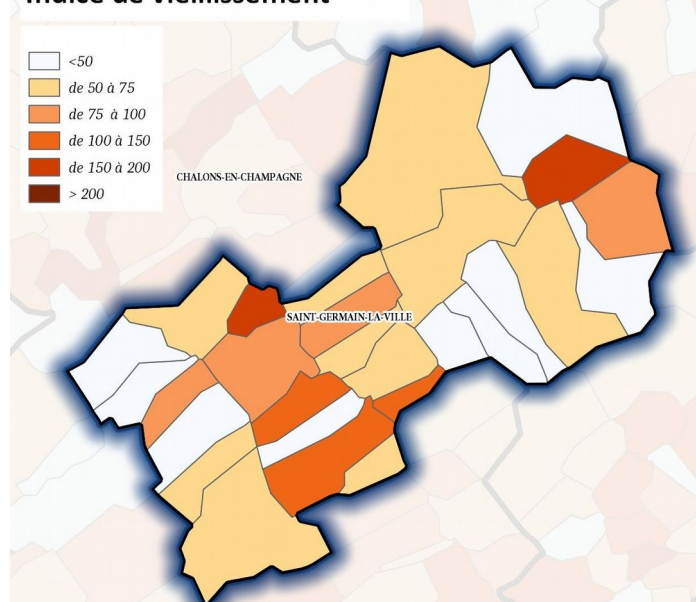 Indice de vieillissement
<50
de 50 à 75
de 75 à 100
de 100 à 150
de 150 à 200
> 200
CHALONS-EN-CHAMPAGNE
SAINT-GERMAIN-LA-VILLE